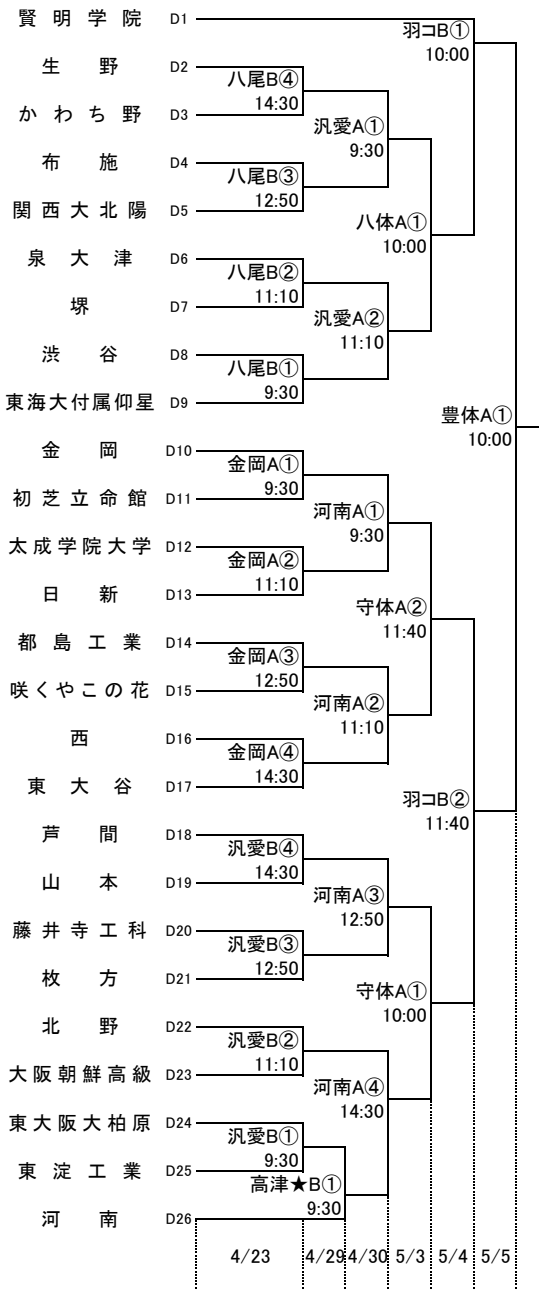 賢明学院 D1
羽コB①
10:00
生野 D2
八尾B④
14:30
かわち野 D3
汎愛A①
9:30
布施 D4
八尾B③
12:50
関西大北陽 D5
八体A①
10:00
泉大津 D6
八尾B②
11:10
堺 D7
汎愛A②
11:10
渋谷 D8
八尾B①
9:30
東海大付属仰星 D9
豊体A①
10:00
金岡 D10
金岡A①
9:30
初芝立命館 D11
河南A①
9:30
太成学院大学 D12
金岡A②
11:10
日新 D13
守体A②
11:40
都島工業 D14
金岡A③
12:50
咲くやこの花 D15
河南A②
11:10
西 D16
金岡A④
14:30
東大谷 D17
羽コB②
11:40
芦間 D18
汎愛B④
14:30
山本 D19
河南A③
12:50
藤井寺工科 D20
汎愛B③
12:50
枚方 D21
守体A①
10:00
北野 D22
汎愛B②
11:10
大阪朝鮮高級 D23
河南A④
14:30
東大阪大柏原 D24
汎愛B①
9:30
東淀工業 D25
高津★B①
9:30
河南 D26
4/23 4/29 4/30 5/3 5/4 5/5